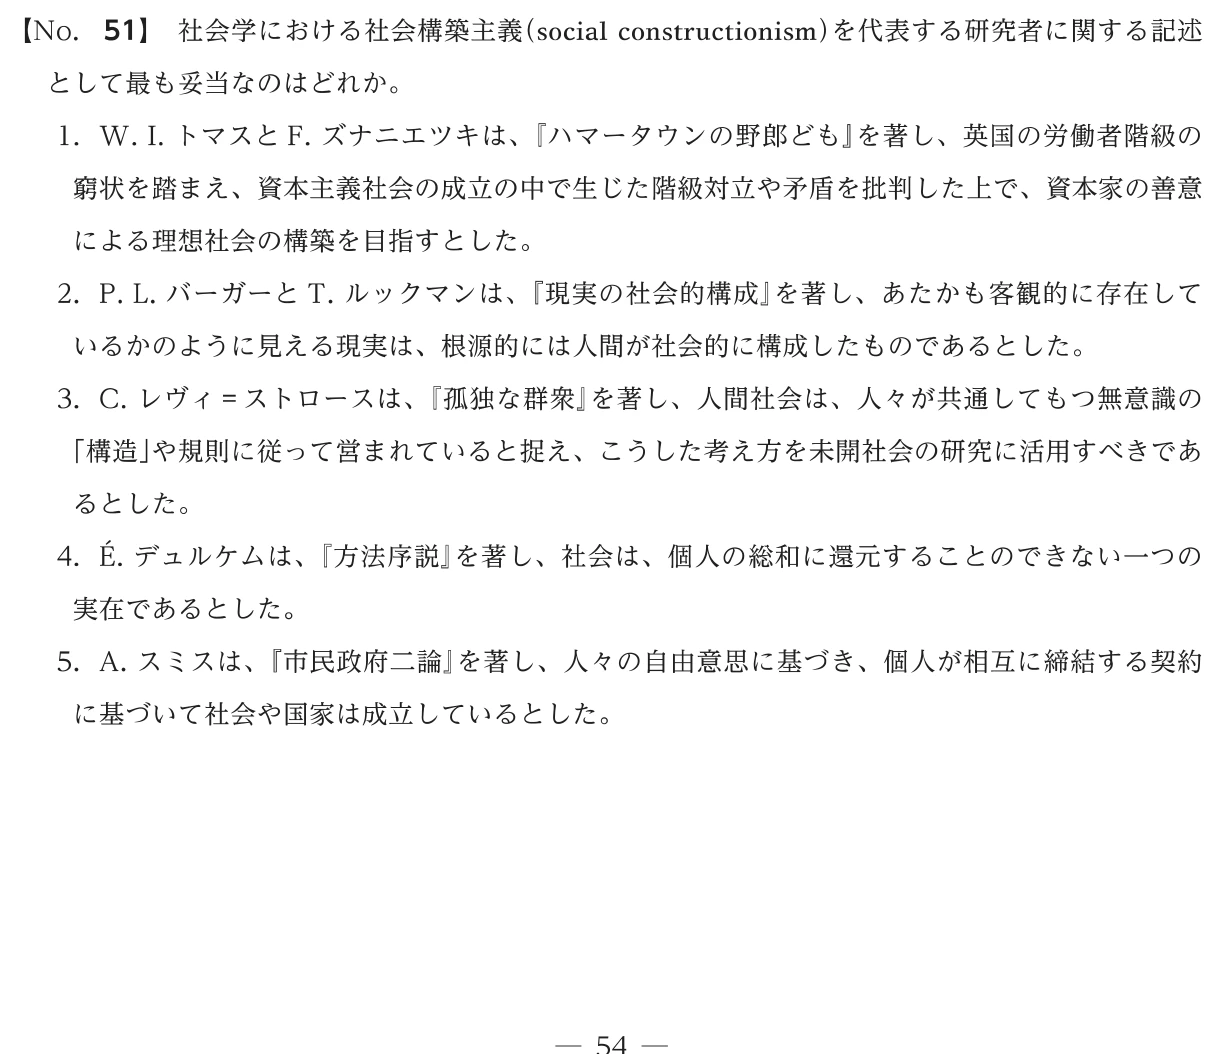 【No. 51】 社会学における社会構築主義(social constructionism)を代表する研究者に関する記述
として最も妥当なのはどれか。
1. W. I. トマスと F. ズナニエツキは、『ハマータウンの野郎ども』を著し、英国の労働者階級の
窮状を踏まえ、資本主義社会の成立の中で生じた階級対立や矛盾を批判した上で、資本家の善意
による理想社会の構築を目指すとした。
2. P. L. バーガーと T. ルックマンは、『現実の社会的構成』を著し、あたかも客観的に存在して
いるかのように見える現実は、根源的には人間が社会的に構成したものであるとした。
3. C. レヴィ=ストロースは、『孤独な群衆』を著し、人間社会は、人々が共通してもつ無意識の
「構造」や規則に従って営まれていると捉え、こうした考え方を未開社会の研究に活用すべきであ
るとした。
4. É. デュルケムは、『方法序説』を著し、社会は、個人の総和に還元することのできない一つの
実在であるとした。
5. A. スミスは、『市民政府二論』を著し、人々の自由意思に基づき、個人が相互に締結する契約
に基づいて社会や国家は成立しているとした。
— 54 —